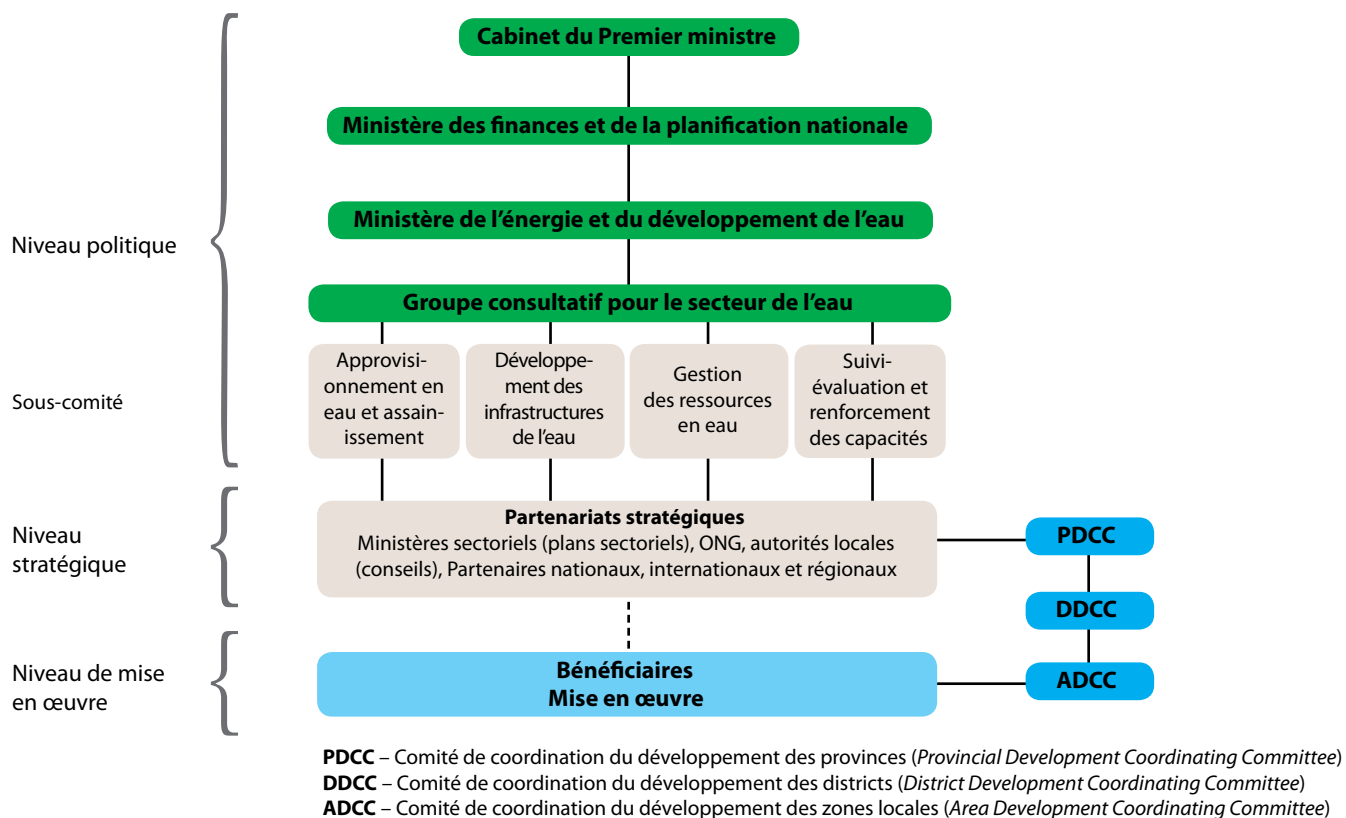 Cabinet du Premier ministre
Ministère des finances et de la planification nationale
Ministère de l'énergie et du développement de l'eau
Niveau politique
Groupe consultatif pour le secteur de l'eau
Sous-comité
Approvisi-
onnement en
eau et assain-
issement
Développe-
ment des
infrastructures
de l'eau
Gestion
des ressources
en eau
Suivi-
évaluation et
renforcement
des capacités
Niveau
stratégique
Partenariats stratégiques
Ministères sectoriels (plans sectoriels), ONG, autorités locales
(conseils), Partenaires nationaux, internationaux et régionaux
PDCC
DDCC
Niveau de mise
en œuvre
Bénéficiaires
Mise en œuvre
ADCC
PDCC – Comité de coordination du développement des provinces (Provincial Development Coordinating Committee)
DDCC – Comité de coordination du développement des districts (District Development Coordinating Committee)
ADCC – Comité de coordination du développement des zones locales (Area Development Coordinating Committee)